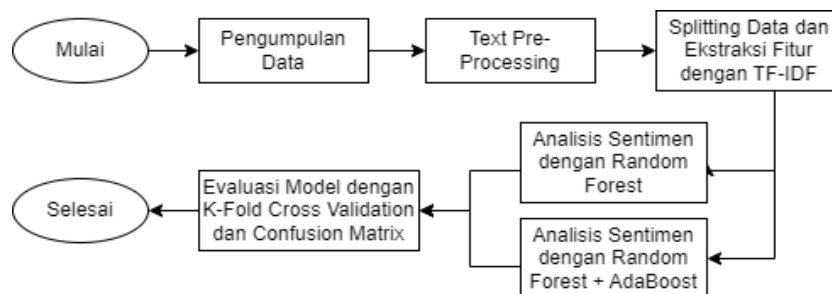 Mulai
Pengumpulan
Data
Text Pre-
Processing
Splitting Data dan
Ekstraksi Fitur
dengan TF-IDF
Analisis Sentimen
dengan Random
Forest
Analisis Sentimen
dengan Random
Forest + AdaBoost
Evaluasi Model dengan
K-Fold Cross Validation
dan Confusion Matrix
Selesai